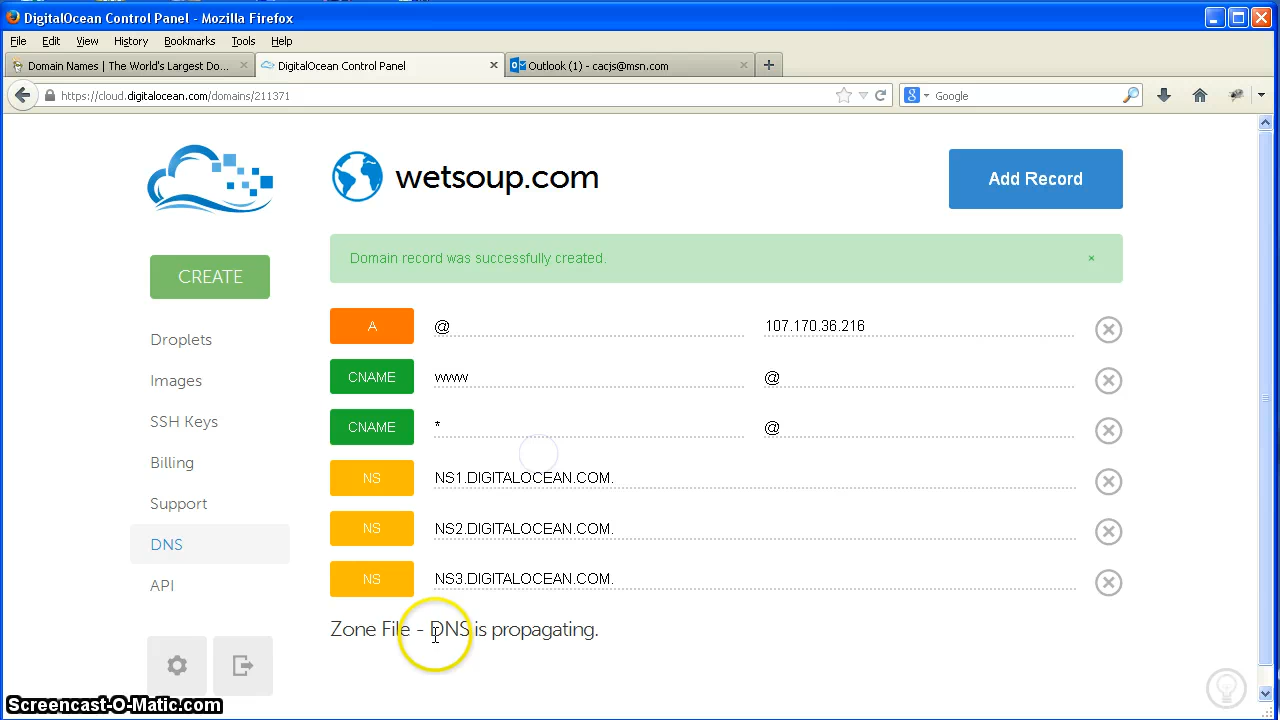 DigitalOcean Control Panel - Mozilla Firefox
File Edit View History Bookmarks Tools Help
Domain Names | The World's Largest Do...
DigitalOcean Control Panel
Outlook (1) - cacjs@msn.com
https://cloud.digitalocean.com/domains/211371
Google
wetsoup.com
Add Record
Domain record was successfully created.
CREATE
Droplets
Images
SSH Keys
Billing
Support
DNS
API
A @ 107.170.36.216
CNAME www @
CNAME * @
NS NS1.DIGITALOCEAN.COM.
NS NS2.DIGITALOCEAN.COM.
NS NS3.DIGITALOCEAN.COM.
Zone File - DNS is propagating.
Screencast-O-Matic.com